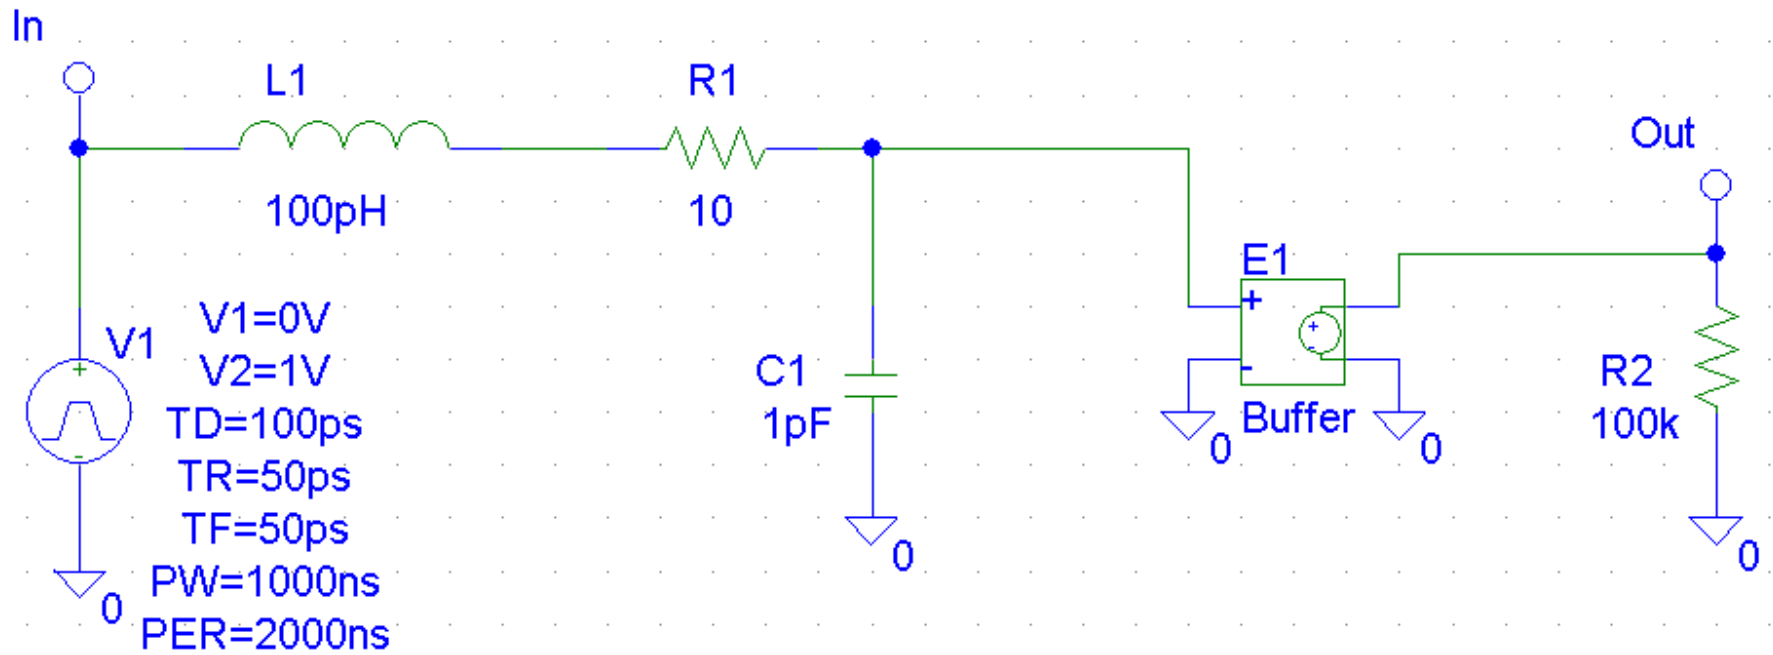 In
L1
R1
Out
100pH
10
E1
V1
V1=0V
V2=1V
TD=100ps
TR=50ps
TF=50ps
PW=1000ns
PER=2000ns
0
C1
1pF
0
+
-
+
-
Buffer
0
0
R2
100k
0
+
-